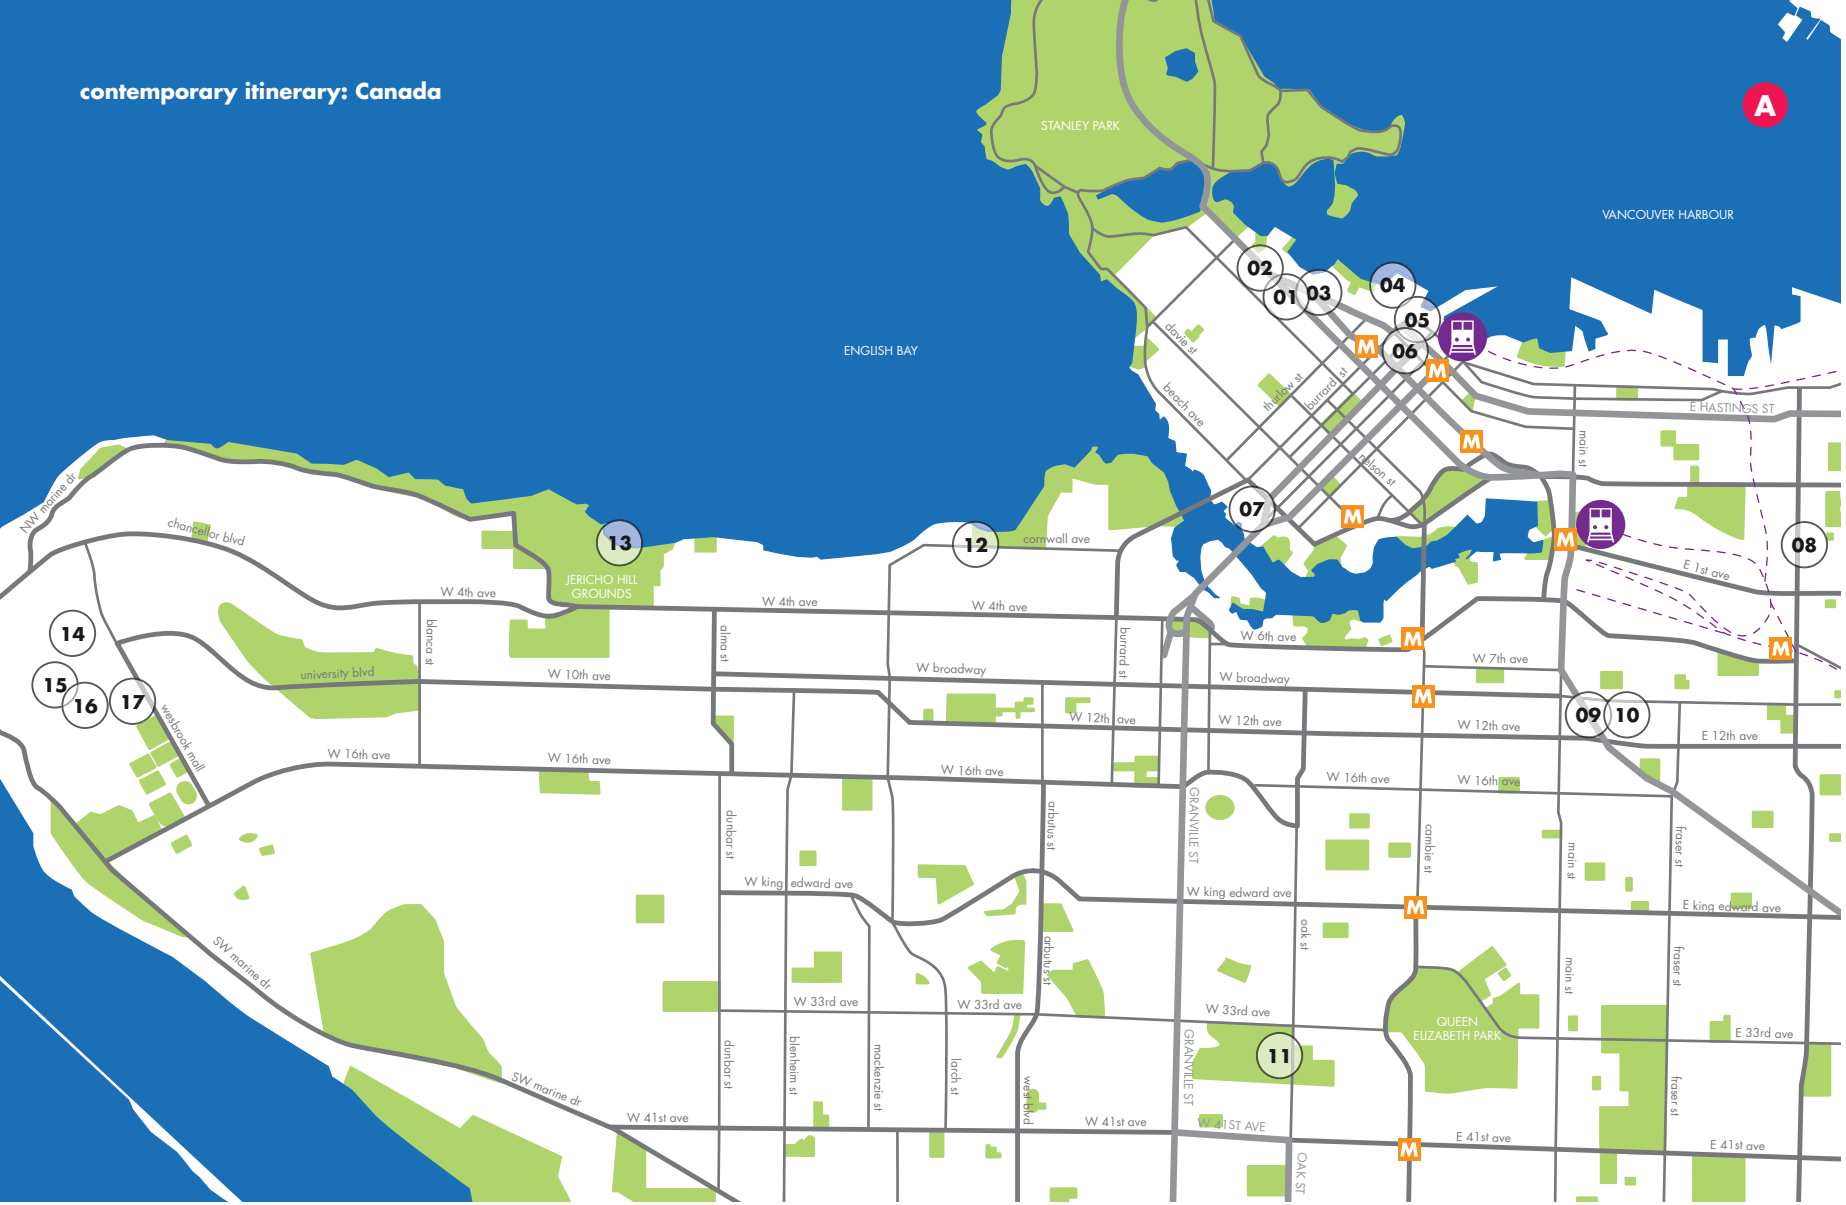 contemporary itinerary: Canada
A
STANLEY PARK
VANCOUVER HARBOUR
02
01
03
04
05
06
M
M
ENGLISH BAY
davie st
beach ave
thurlow st
burrard st
nelson st
E HASTINGS ST
main st
M
M
M
07
08
NW marine dr
chancellor blvd
13
12
cornwall ave
E 1st ave
JERICHO HILL
GROUNDS
W 4th ave
W 4th ave
W 4th ave
14
blanca st
alma st
burrard st
W 6th ave
M
M
W 7th ave
15
16
17
university blvd
W 10th ave
W broadway
W broadway
M
wesbrook mall
W 12th ave
W 12th ave
W 12th ave
09
10
E 12th ave
W 16th ave
W 16th ave
W 16th ave
W 16th ave
W 16th ave
dunbar st
arbutus st
GRANVILLE ST
cambie st
main st
fraser st
W king edward ave
W king edward ave
M
E king edward ave
SW marine dr
arbutus st
oak st
main st
fraser st
W 33rd ave
W 33rd ave
W 33rd ave
QUEEN
ELIZABETH PARK
E 33rd ave
11
dunbar st
blenheim st
mackenzie st
larch st
west blvd
GRANVILLE ST
fraser st
SW marine dr
W 41st ave
W 41st ave
W 41ST AVE
M
E 41st ave
E 41st ave
OAK ST